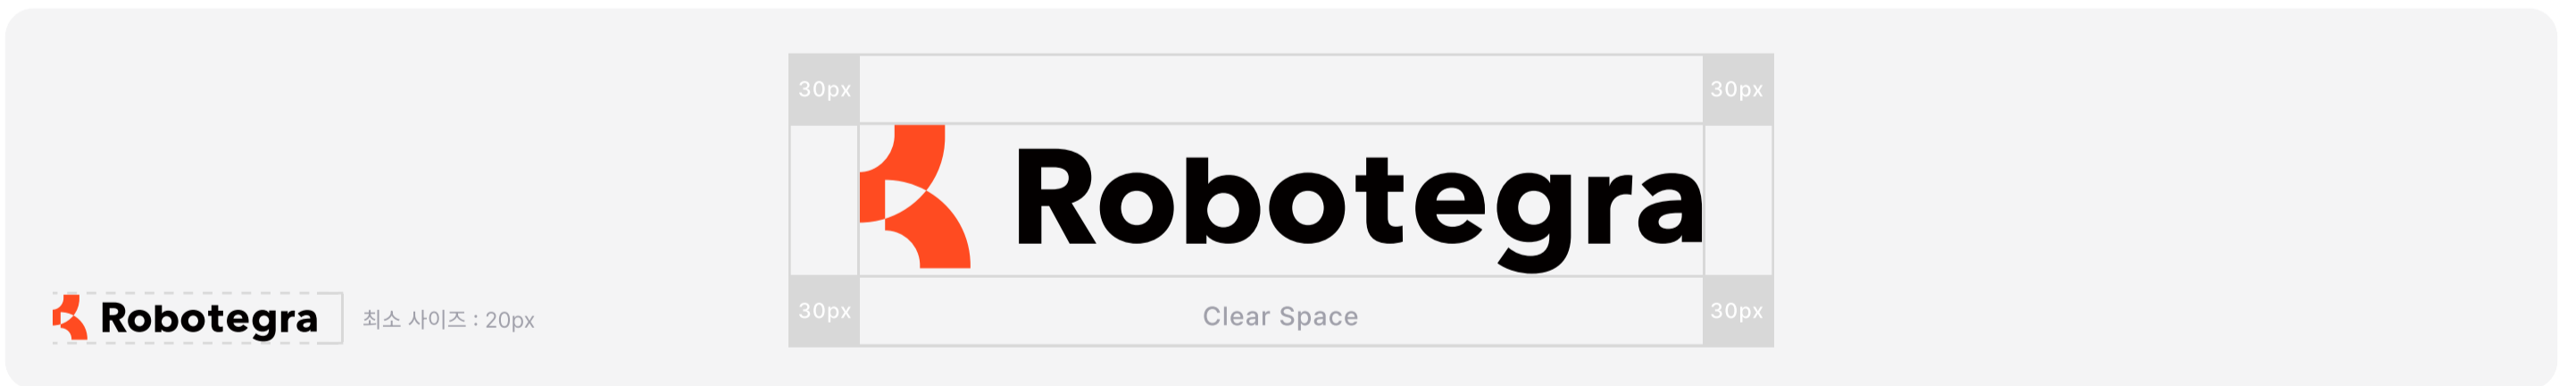 30px
30px
Robotegra
30px
Clear Space
30px
Robotegra
최소 사이즈 : 20px